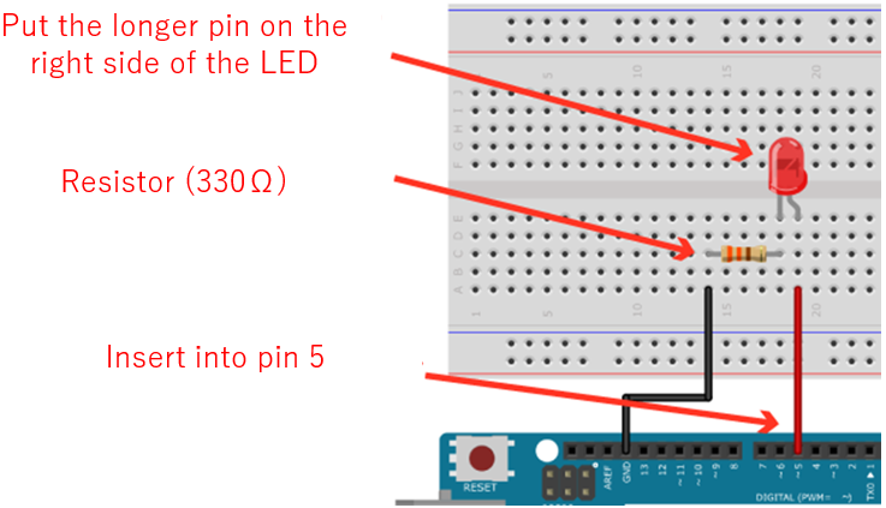 Put the longer pin on the
right side of the LED
Resistor (330Ω)
Insert into pin 5
5
10
15
20
J
I
H
G
F
E
D
C
B
A
1
5
10
15
20
RESET
AREF
GND
13
12
~11
~10
~9
8
7
~6
~5
4
~3
2
TX0▶1
DIGITAL (PWM= ~)